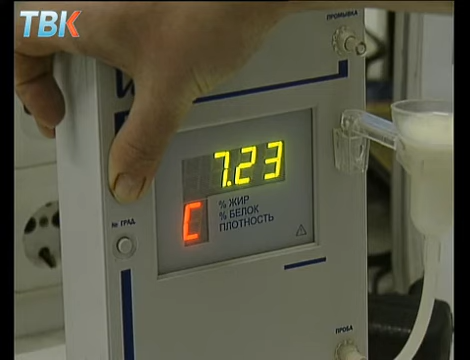 ТВК
ПРОМЫВКА
7.23
С
% ЖИР
% БЕЛОК
ПЛОТНОСТЬ
№ ГРАД.
ПРОБА